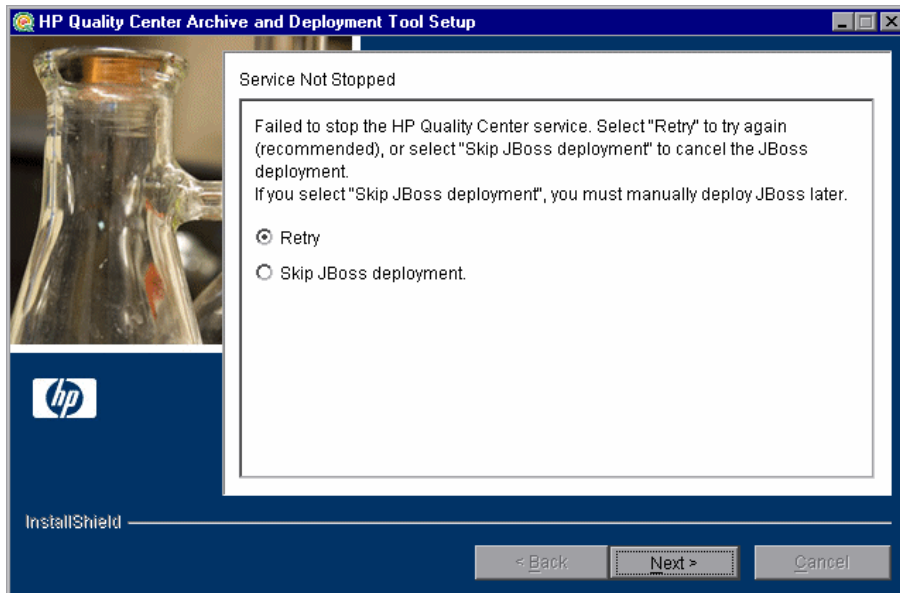 HP Quality Center Archive and Deployment Tool Setup
Service Not Stopped
Failed to stop the HP Quality Center service. Select "Retry" to try again
(recommended), or select "Skip JBoss deployment" to cancel the JBoss
deployment.
If you select "Skip JBoss deployment", you must manually deploy JBoss later.
Retry
Skip JBoss deployment.
hp
InstallShield
< Back
Next >
Cancel